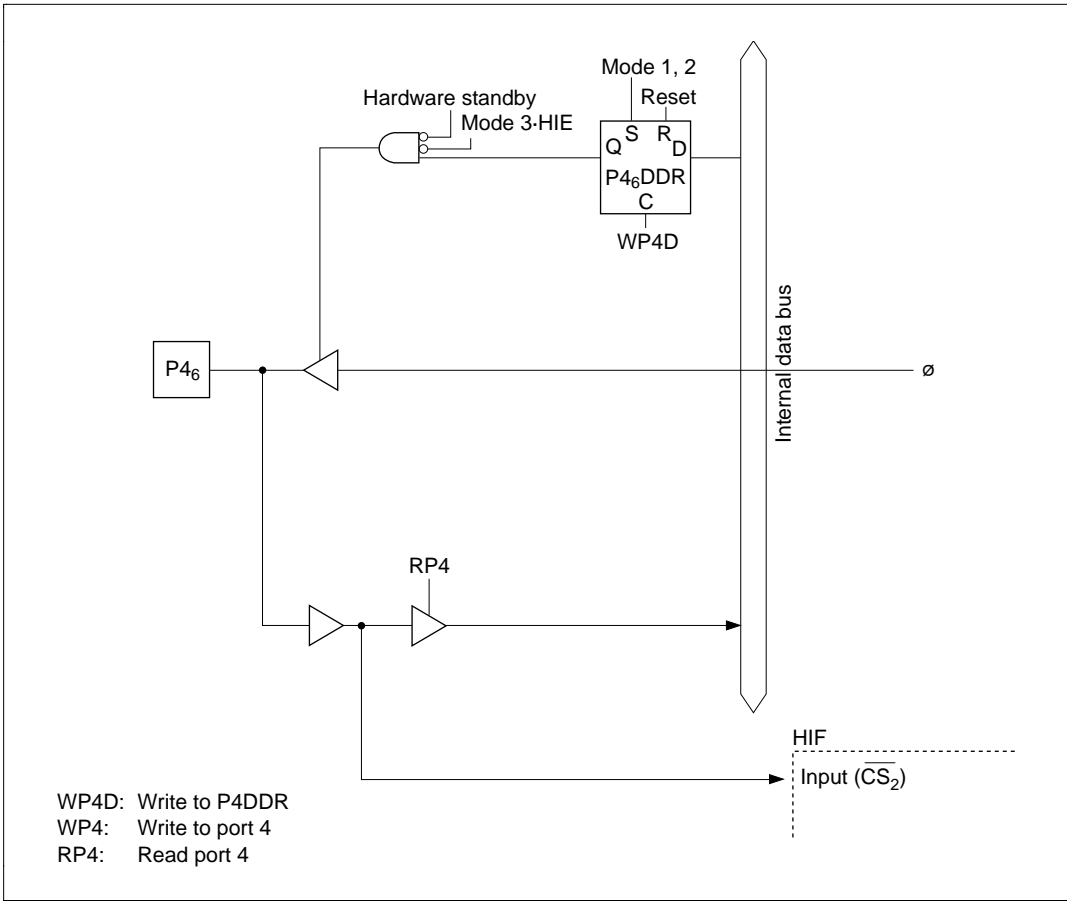 Mode 1, 2
Reset
Hardware standby
Mode 3·HIE
S R
Q D
P4₆DDR
C
WP4D
Internal data bus
P4₆
ø
RP4
HIF
Input (C̅S̅₂)
WP4D: Write to P4DDR
WP4: Write to port 4
RP4: Read port 4